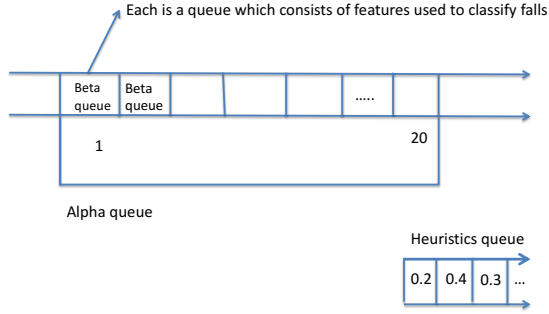 Each is a queue which consists of features used to classify falls
Beta queue
Beta queue
.....
1
20
Alpha queue
Heuristics queue
0.2 0.4 0.3 ...